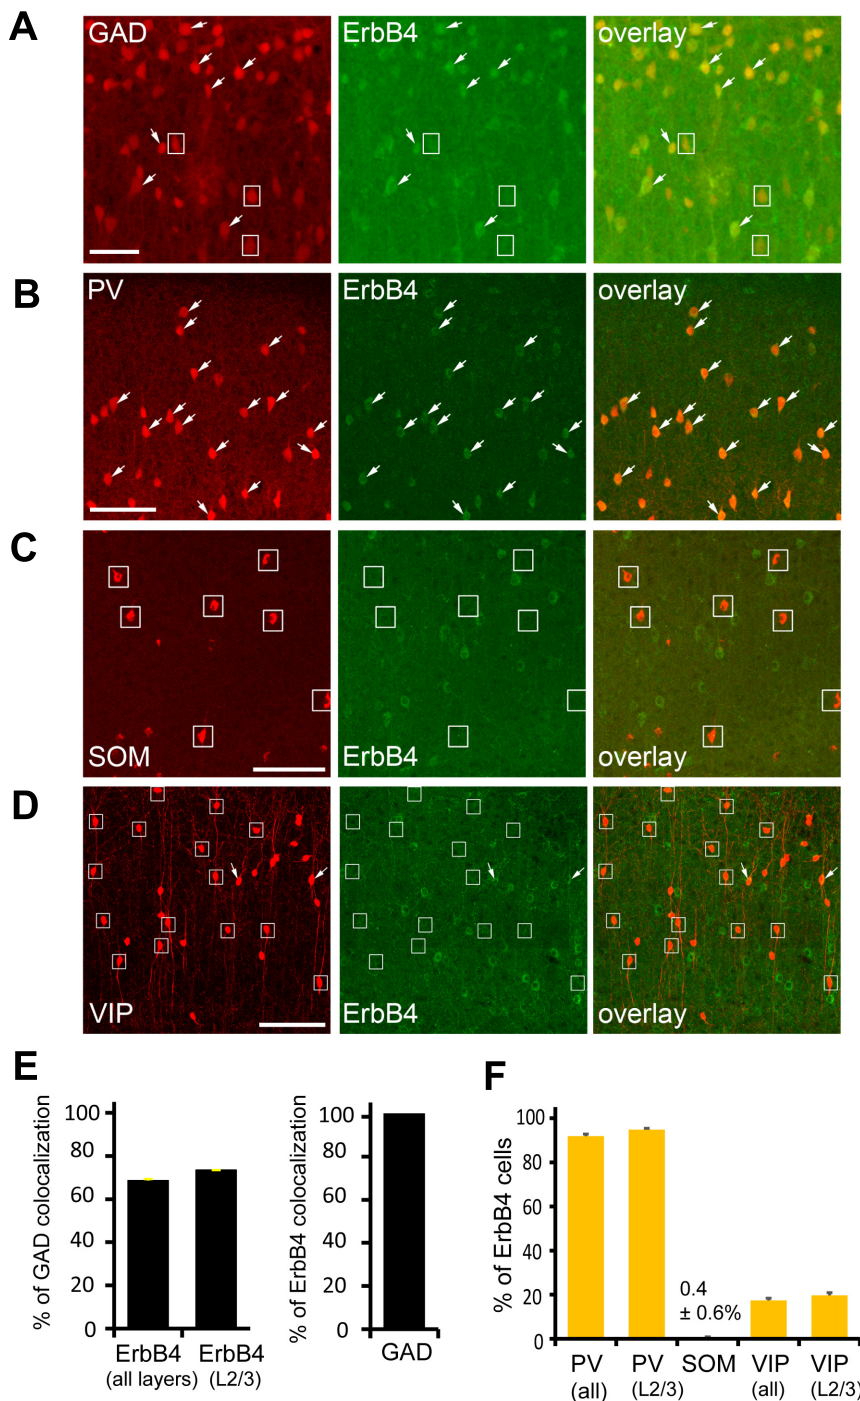 A
GAD
ErbB4
overlay
B
PV
ErbB4
overlay
C
SOM
ErbB4
overlay
D
VIP
ErbB4
overlay
E
% of GAD colocalization
100
80
60
40
20
0
ErbB4
(all layers)
ErbB4
(L2/3)
% of ErbB4 colocalization
100
80
60
40
20
0
GAD
F
% of ErbB4 cells
100
80
60
40
20
0
0.4
± 0.6%
PV
(all)
PV
(L2/3)
SOM
VIP
(all)
VIP
(L2/3)